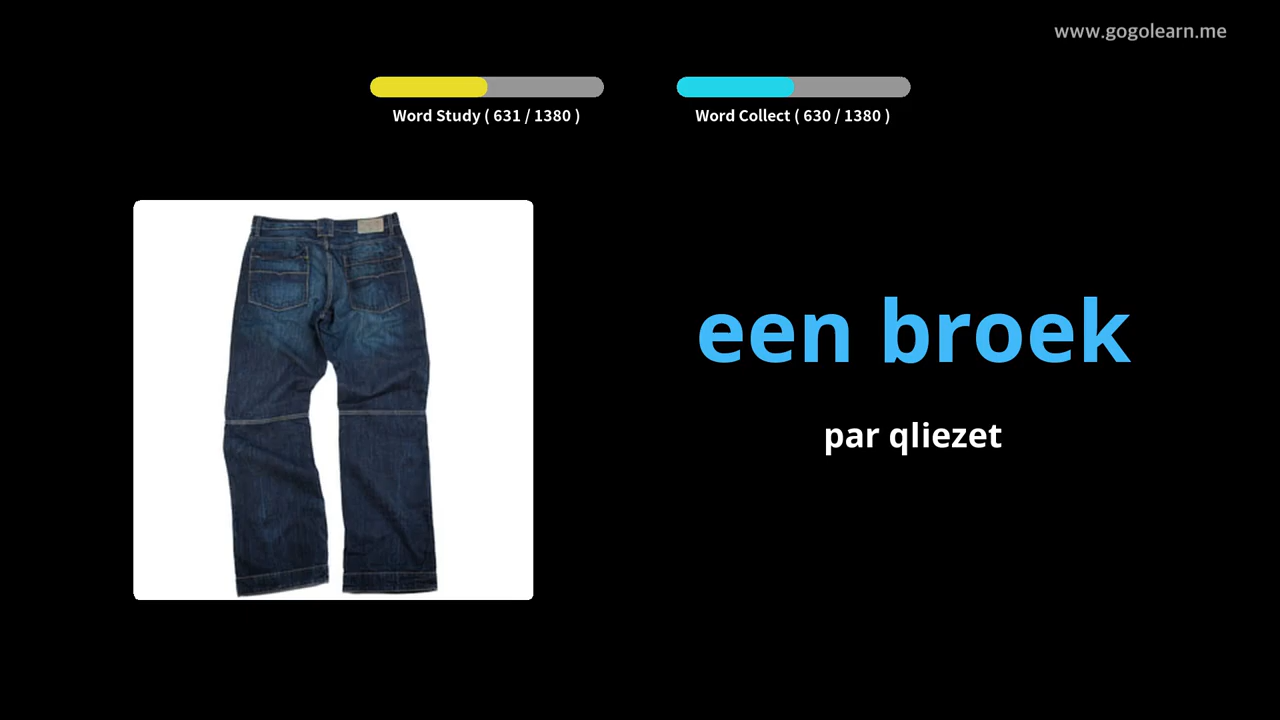 www.gogolearn.me
Word Study ( 631 / 1380 )
Word Collect ( 630 / 1380 )
een broek
par qliezet